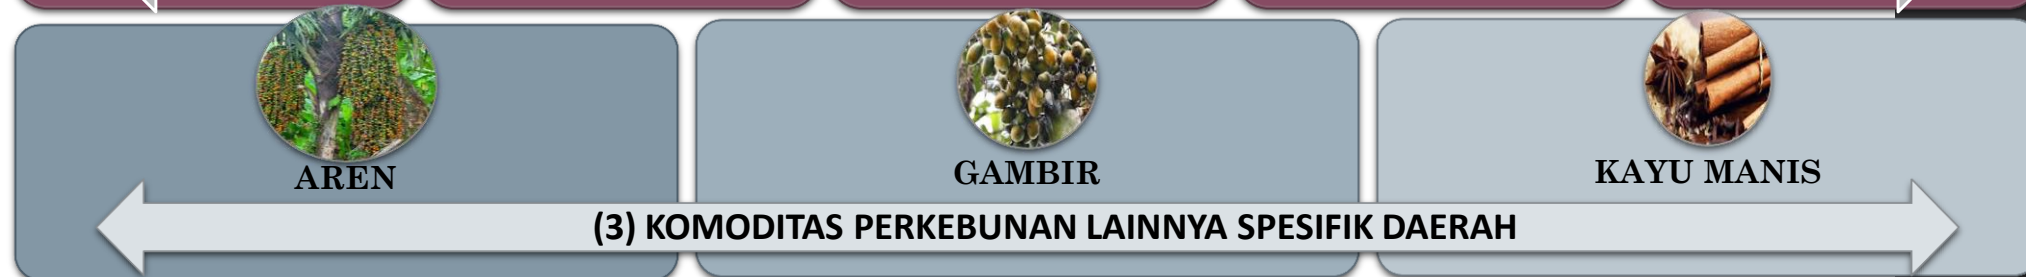 AREN
GAMBIR
KAYU MANIS
(3) KOMODITAS PERKEBUNAN LAINNYA SPESIFIK DAERAH